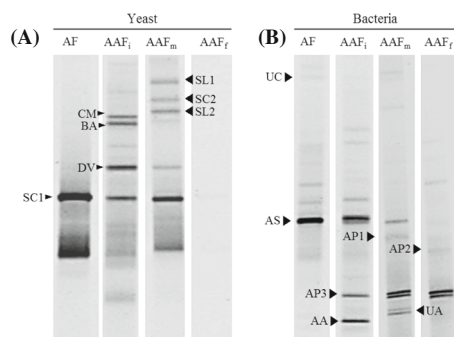 Yeast
Bacteria
(A) AF AAFi AAFm AAFf
(B) AF AAFi AAFm AAFf
UC
SL1
SC2
SL2
CM
BA
DV
SC1
AS
AP1
AP2
AP3
UA
AA